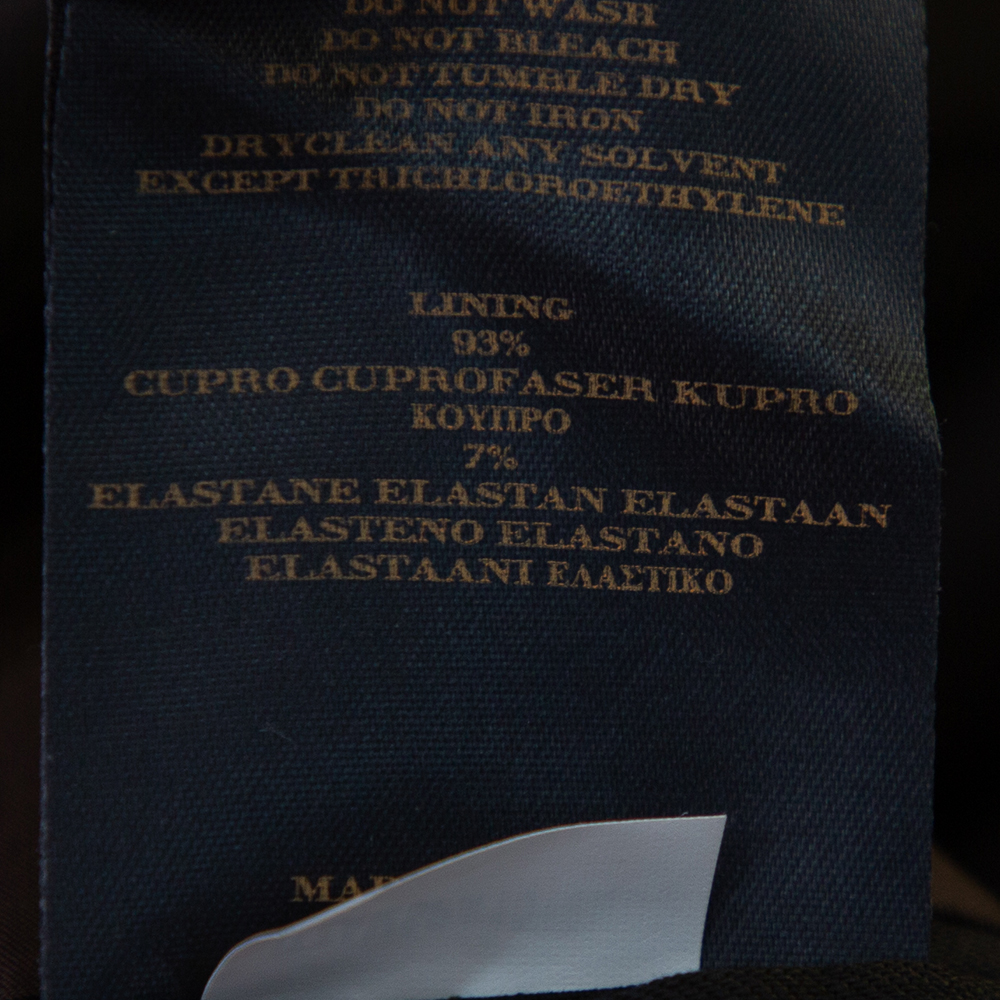 DO NOT WASH
DO NOT BLEACH
DO NOT TUMBLE DRY
DO NOT IRON
DRYCLEAN ANY SOLVENT
EXCEPT TRICHLOROETHYLENE
LINING
93%
CUPRO CUPROFASER KUPRO
ΚΟΥΠΡΟ
7%
ELASTANE ELASTAN ELASTAAN
ELASTENO ELASTANO
ELASTAANI ΕΛΑΣΤΙΚΟ